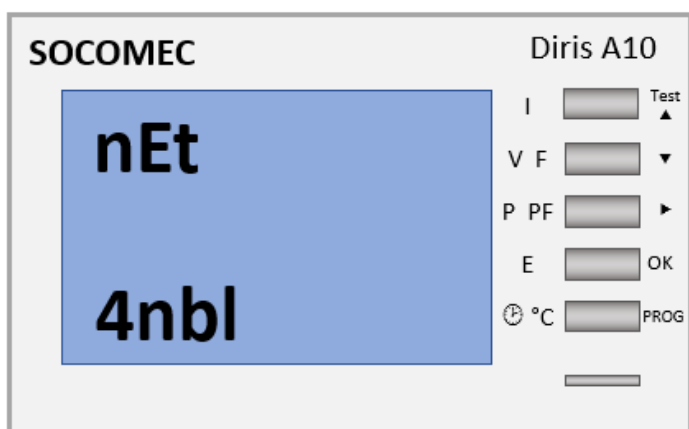 SOCOMEC
Diris A10
nEt
4nbl
I
Test
▲
V F
▼
P PF
►
E
OK
°C
PROG